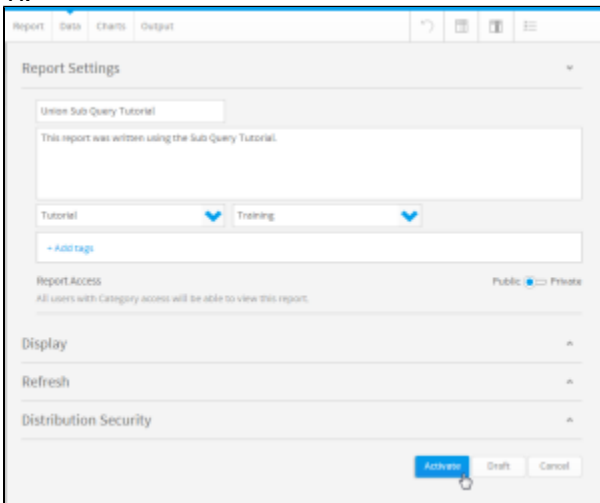 Report Data Charts Output
Report Settings
Union Sub Query Tutorial
This report was written using the Sub Query Tutorial.
Tutorial Training
+ Add tags
Report Access Public Private
All users with Category access will be able to view this report.
Display
Refresh
Distribution Security
Activate Draft Cancel